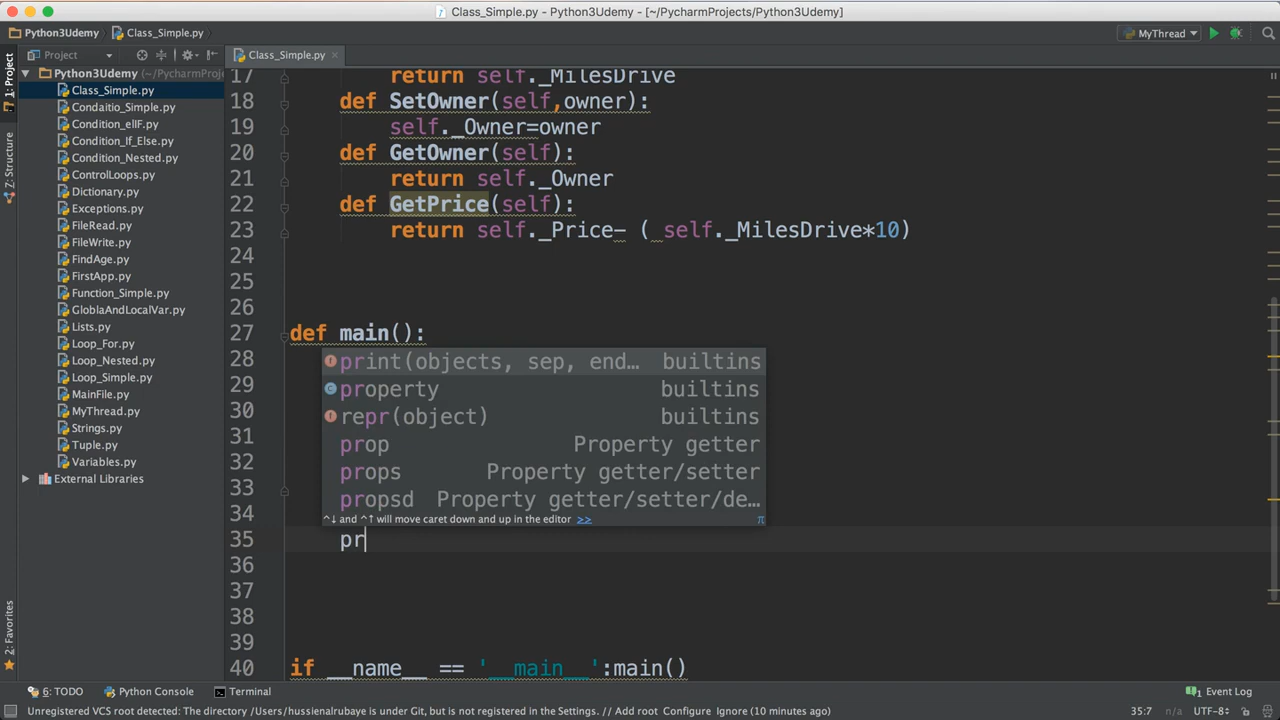 Class_Simple.py - Python3Udemy - [~/PycharmProjects/Python3Udemy]
Python3Udemy
Class_Simple.py
MyThread
1: Project
Z: Structure
2: Favorites
Project
Python3Udemy (~/PycharmProj
Class_Simple.py
Condaitio_Simple.py
Condition_elIF.py
Condition_If_Else.py
Condition_Nested.py
ControlLoops.py
Dictionary.py
Exceptions.py
FileRead.py
FileWrite.py
FindAge.py
FirstApp.py
Function_Simple.py
GloblaAndLocalVar.py
Lists.py
Loop_For.py
Loop_Nested.py
Loop_Simple.py
MainFile.py
MyThread.py
Strings.py
Tuple.py
Variables.py
External Libraries
Class_Simple.py
17 return self._MilesDrive
18 def SetOwner(self,owner):
19 self._Owner=owner
20 def GetOwner(self):
21 return self._Owner
22 def GetPrice(self):
23 return self._Price- ( self._MilesDrive*10)
24
25
26
27 def main():
28
29
30
31
32
33
34
35 pr
36
37
38
39
40 if __name__ == '__main__':main()
print(objects, sep, end… builtins
property builtins
repr(object) builtins
prop Property getter
props Property getter/setter
propsd Property getter/setter/de…
^↓ and ^↑ will move caret down and up in the editor >>
π
6: TODO
Python Console
Terminal
1 Event Log
Unregistered VCS root detected: The directory /Users/hussienalrubaye is under Git, but is not registered in the Settings. // Add root Configure Ignore (10 minutes ago)
35:7
n/a
UTF-8